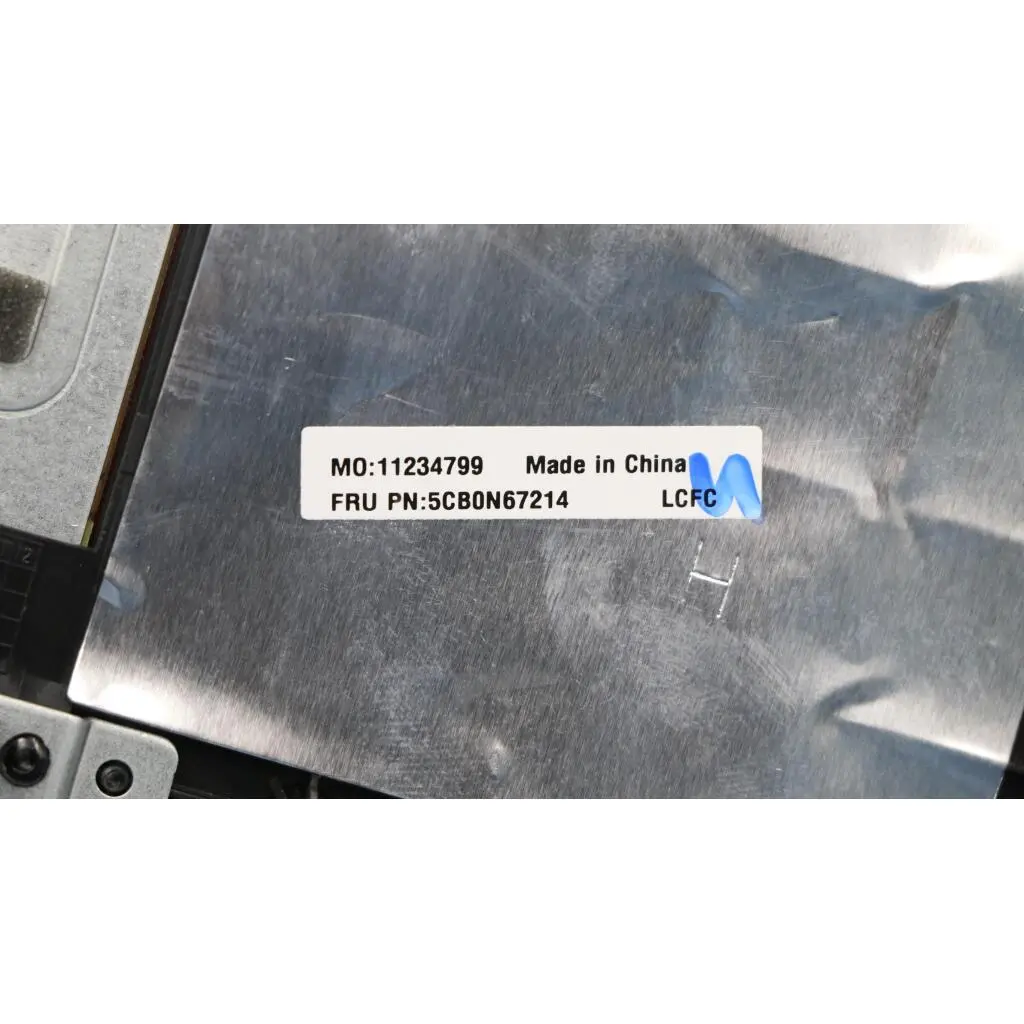 MO:11234799 Made in China
FRU PN:5CB0N67214 LCFC